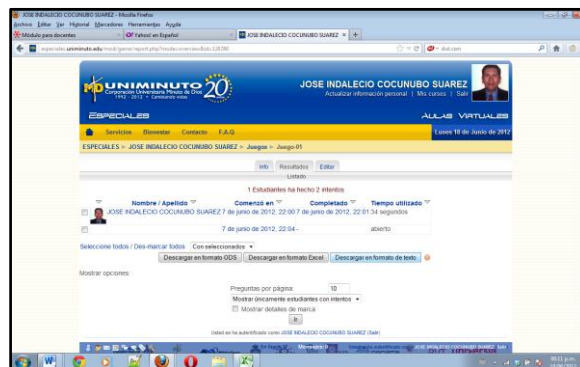 JOSE INDALECIO COCUNUBO SUAREZ - Mozilla Firefox
Archivo Editar Ver Historial Marcadores Herramientas Ayuda
Módulo para docentes
Yahoo! en Español
JOSE INDALECIO COCUNUBO SUAREZ
especiales.uniminuto.edu
UNIMINUTO
Corporación Universitaria Minuto de Dios
20
JOSE INDALECIO COCUNUBO SUAREZ
Actualizar información personal | Mis cursos | Salir
ESPECIALES
AULAS VIRTUALES
Servicios Bienestar Contacto F.A.Q
Lunes 18 de Junio de 2012
ESPECIALES » JOSE INDALECIO COCUNUBO SUAREZ » Juegos » Juego-01
Info Resultados Editar
Listado
1 Estudiantes ha hecho 2 intentos
Nombre / Apellido Comenzó en Completado Tiempo utilizado
JOSE INDALECIO COCUNUBO SUAREZ 7 de junio de 2012, 22:00 7 de junio de 2012, 22:01 34 segundos
7 de junio de 2012, 22:04 - abierto
Seleccione todos / Des-marcar todos Con seleccionados
Descargar en formato ODS Descargar en formato Excel Descargar en formato de texto
Mostrar opciones
Preguntas por página: 10
Mostrar únicamente estudiantes con intentos
Mostrar detalles de marca
Ir
Usted se ha autentificado como JOSE INDALECIO COCUNUBO SUAREZ (Salir)